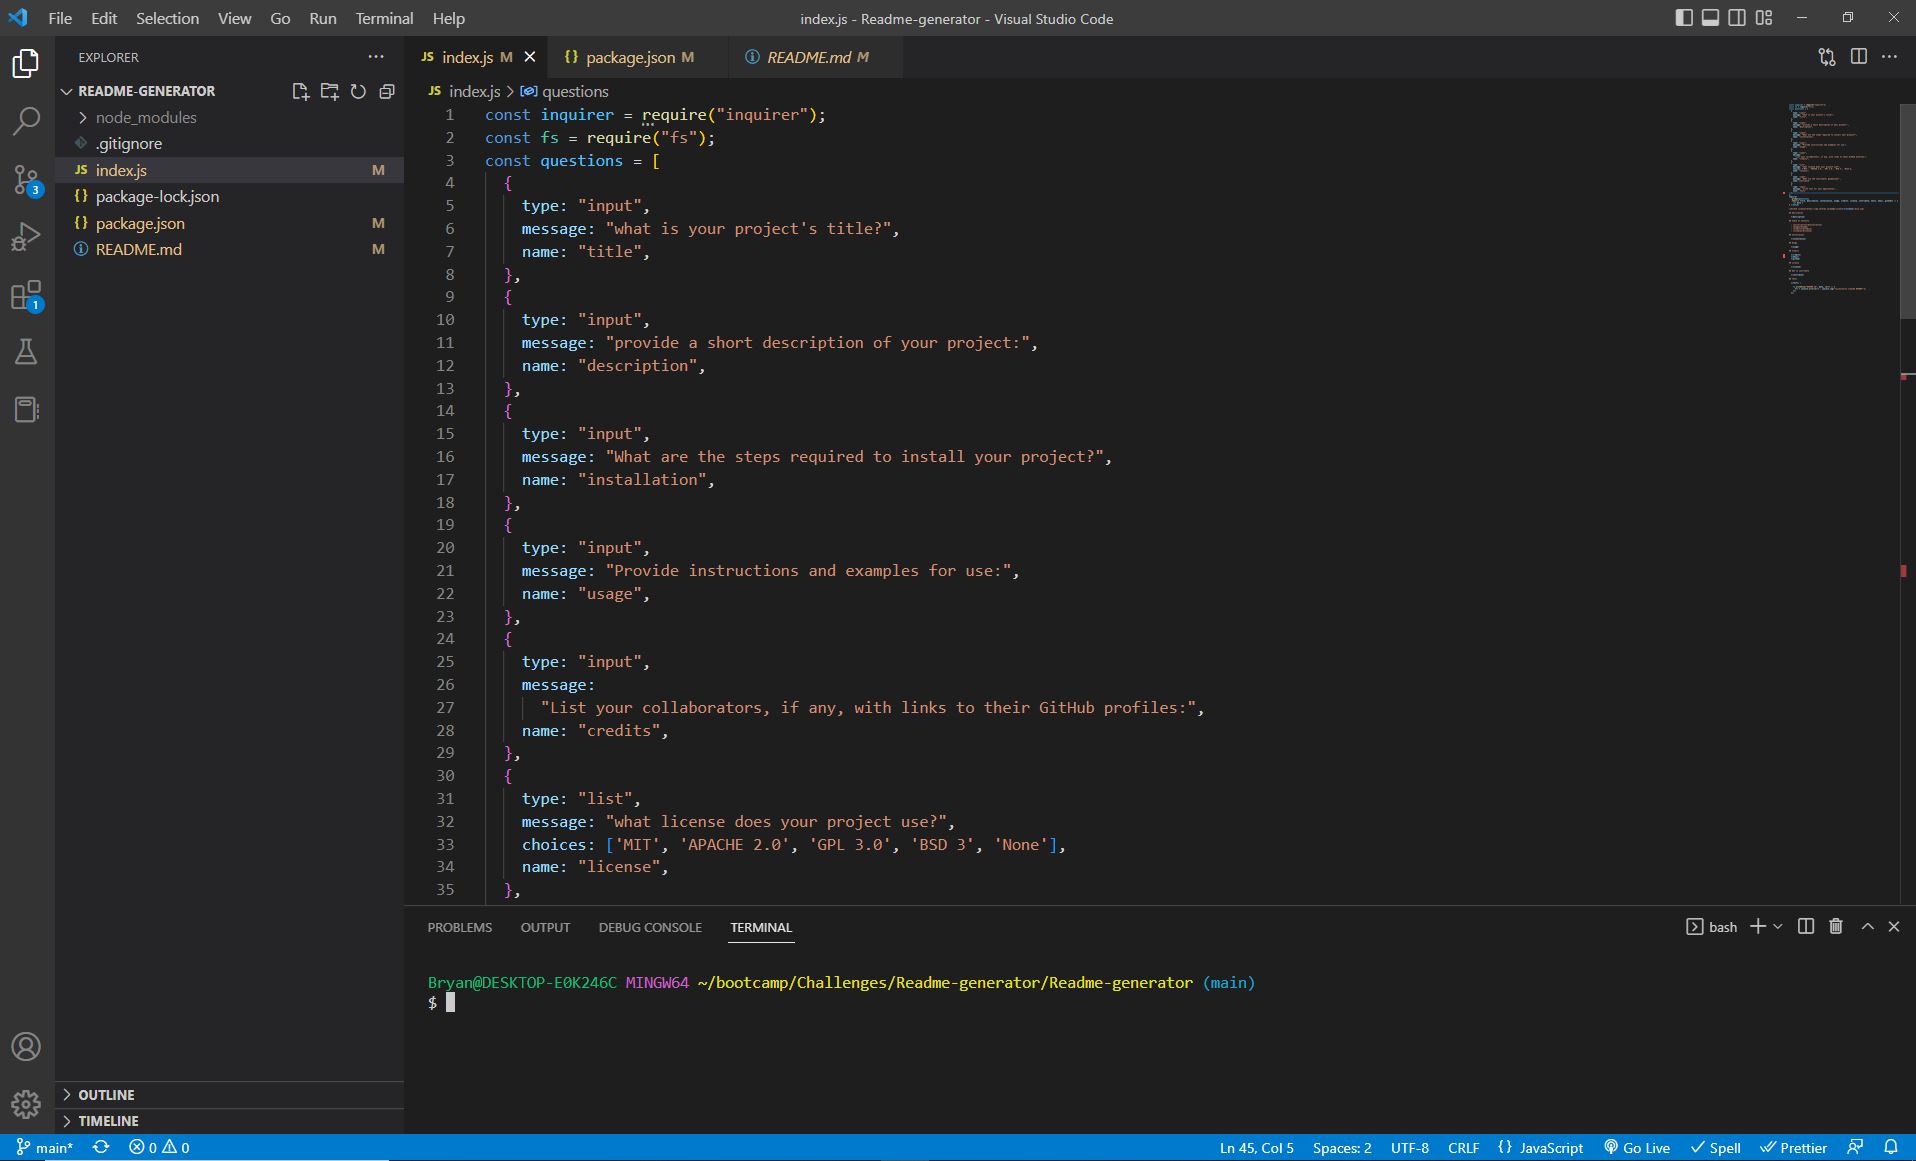 File Edit Selection View Go Run Terminal Help
index.js - Readme-generator - Visual Studio Code
EXPLORER
README-GENERATOR
node_modules
.gitignore
JS index.js M
{} package-lock.json
{} package.json M
README.md M
OUTLINE
TIMELINE
3
1
JS index.js M
{} package.json M
README.md M
JS index.js > questions
1 const inquirer = require("inquirer");
2 const fs = require("fs");
3 const questions = [
4 {
5 type: "input",
6 message: "what is your project's title?",
7 name: "title",
8 },
9 {
10 type: "input",
11 message: "provide a short description of your project:",
12 name: "description",
13 },
14 {
15 type: "input",
16 message: "What are the steps required to install your project?",
17 name: "installation",
18 },
19 {
20 type: "input",
21 message: "Provide instructions and examples for use:",
22 name: "usage",
23 },
24 {
25 type: "input",
26 message:
27 "List your collaborators, if any, with links to their GitHub profiles:",
28 name: "credits",
29 },
30 {
31 type: "list",
32 message: "what license does your project use?",
33 choices: ['MIT', 'APACHE 2.0', 'GPL 3.0', 'BSD 3', 'None'],
34 name: "license",
35 },
PROBLEMS OUTPUT DEBUG CONSOLE TERMINAL
bash
Bryan@DESKTOP-E0K246C MINGW64 ~/bootcamp/Challenges/Readme-generator/Readme-generator (main)
$
main* 0 0
Ln 45, Col 5 Spaces: 2 UTF-8 CRLF {} JavaScript Go Live Spell Prettier